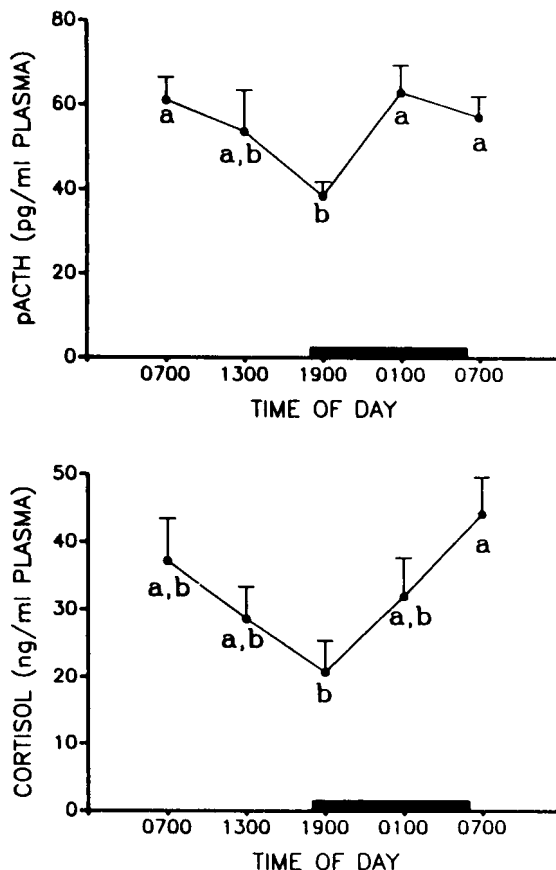 80
60
40
20
0
pACTH (pg/ml PLASMA)
a
a,b
b
a
a
0700 1300 1900 0100 0700
TIME OF DAY
50
40
30
20
10
0
CORTISOL (ng/ml PLASMA)
a,b
a,b
b
a,b
a
0700 1300 1900 0100 0700
TIME OF DAY